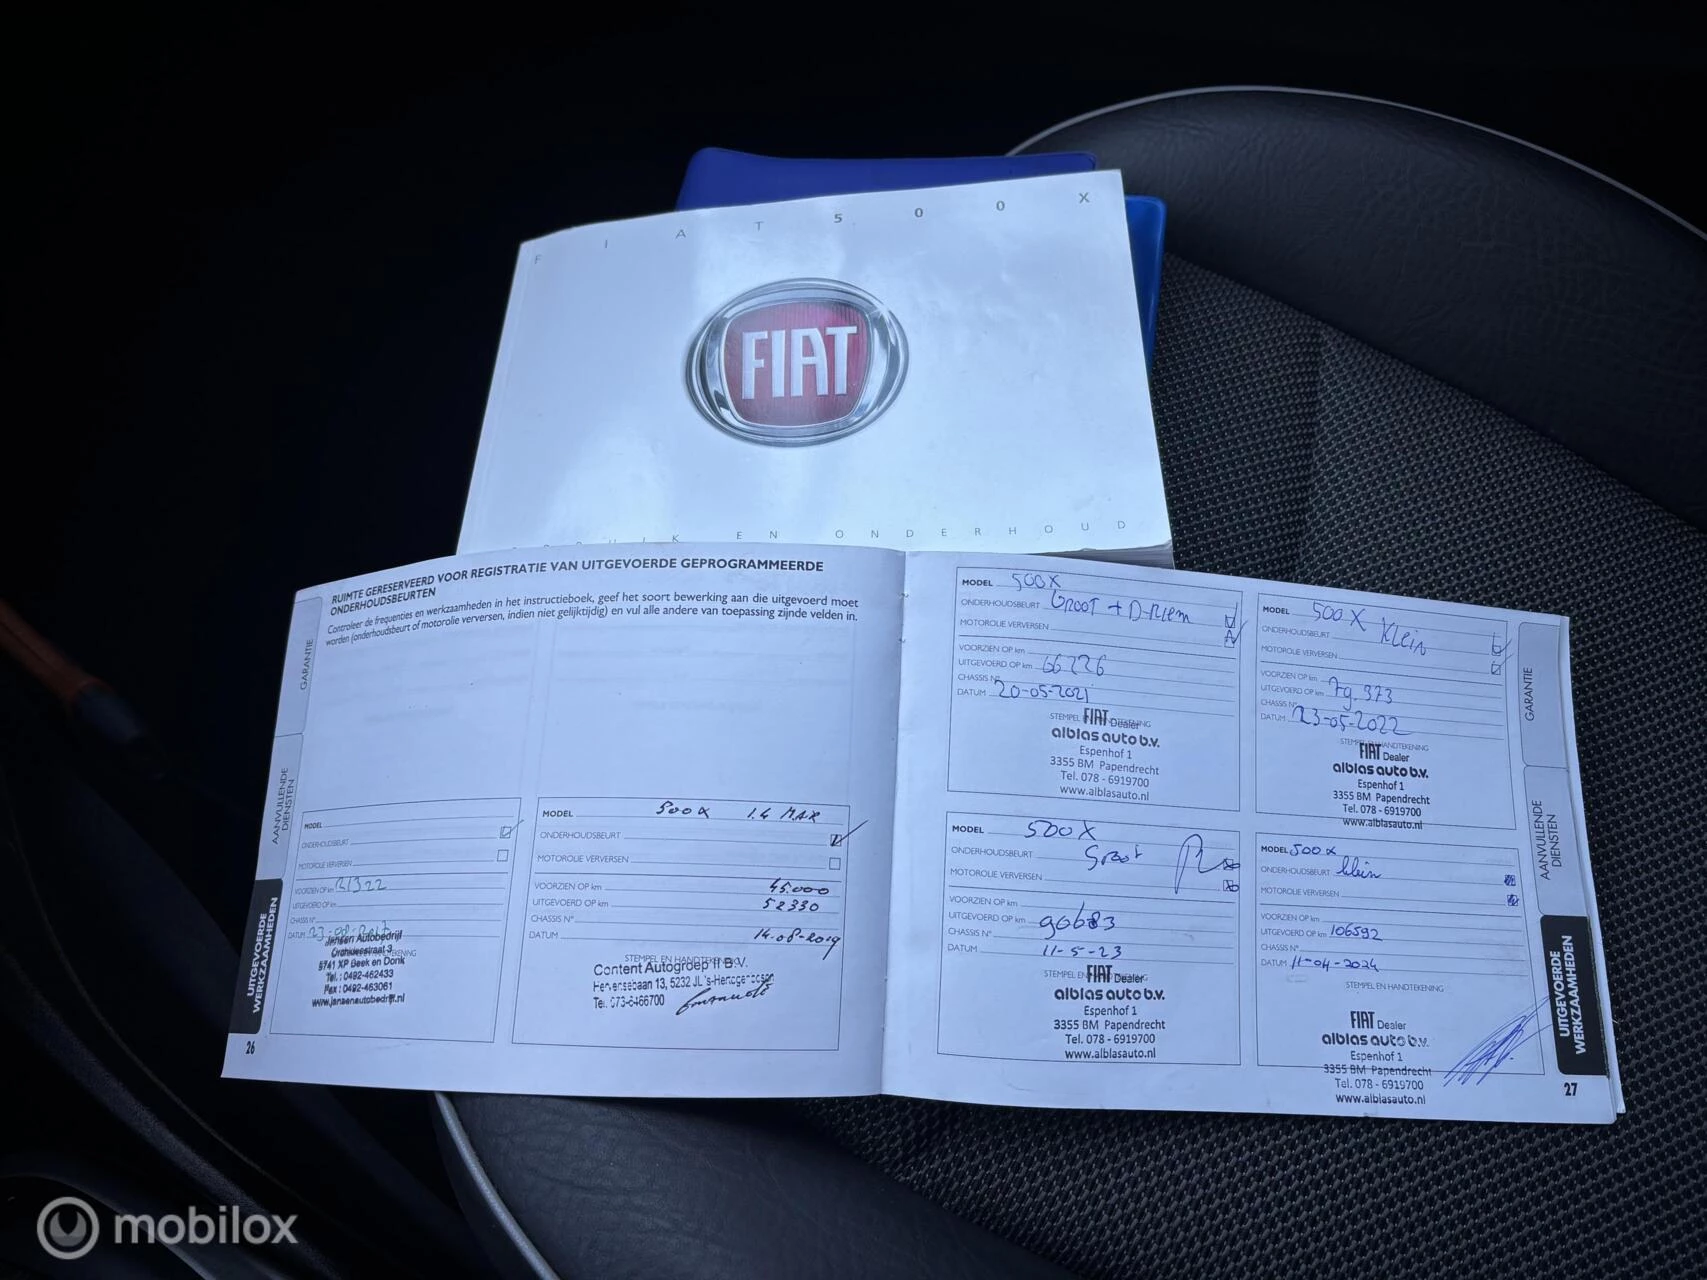 F I A T 5 0 0 X
FIAT
E N O N D E R H O U D
RUIMTE GERESERVEERD VOOR REGISTRATIE VAN UITGEVOERDE GEPROGRAMMEERDE
ONDERHOUDSBEURTEN
Controleer de frequenties en werkzaamheden in het instructieboek, geef het soort bewerking aan die uitgevoerd moet
worden (onderhoudsbeurt of motorolie verversen, indien niet gelijktijdig) en vul alle andere van toepassing zijnde velden in.
GARANTIE
AANVULLENDE
DIENSTEN
UITGEVOERDE
WERKZAAMHEDEN
MODEL
ONDERHOUDSBEURT
MOTOROLIE VERVERSEN
VOORZIEN OP km
UITGEVOERD OP km
CHASSIS N°
DATUM
Jansen Autobedrijf
Orchideestraat 3
5741 XP Beek en Donk
Tel.: 0492-462433
Fax : 0492-463061
www.jansenautobedrijf.nl
26
MODEL 500X 1.4 MAR
ONDERHOUDSBEURT
MOTOROLIE VERVERSEN
VOORZIEN OP km 45.000
UITGEVOERD OP km 52330
CHASSIS N°
DATUM 14.08-2019
STEMPEL EN HANDTEKENING
Content Autogroep II B.V.
5232 JL 's-Hertogenbosch
Tel. 073-6466700
MODEL 500X
ONDERHOUDSBEURT Groot + D-Riem
MOTOROLIE VERVERSEN
VOORZIEN OP km
UITGEVOERD OP km 66226
CHASSIS N°
DATUM 20-05-2021
STEMPEL EN HANDTEKENING
FIAT Dealer
alblas auto b.v.
Espenhof 1
3355 BM Papendrecht
Tel. 078 - 6919700
www.alblasauto.nl
MODEL 500X Klein
ONDERHOUDSBEURT
MOTOROLIE VERVERSEN
VOORZIEN OP km
UITGEVOERD OP km 79.373
CHASSIS N°
DATUM 23-05-2022
STEMPEL EN HANDTEKENING
FIAT Dealer
alblas auto b.v.
Espenhof 1
3355 BM Papendrecht
Tel. 078 - 6919700
www.alblasauto.nl
MODEL 500X
ONDERHOUDSBEURT Groot
MOTOROLIE VERVERSEN
VOORZIEN OP km
UITGEVOERD OP km 90683
CHASSIS N°
DATUM 11-5-23
FIAT Dealer
alblas auto b.v.
Espenhof 1
3355 BM Papendrecht
Tel. 078 - 6919700
www.alblasauto.nl
MODEL 500X
ONDERHOUDSBEURT klein
MOTOROLIE VERVERSEN
VOORZIEN OP km
UITGEVOERD OP km 106592
CHASSIS N°
DATUM 11-04-2024
STEMPEL EN HANDTEKENING
FIAT Dealer
alblas auto b.v.
Espenhof 1
3355 BM Papendrecht
Tel. 078 - 6919700
www.alblasauto.nl
GARANTIE
AANVULLENDE
DIENSTEN
UITGEVOERDE
WERKZAAMHEDEN
27
mobilox